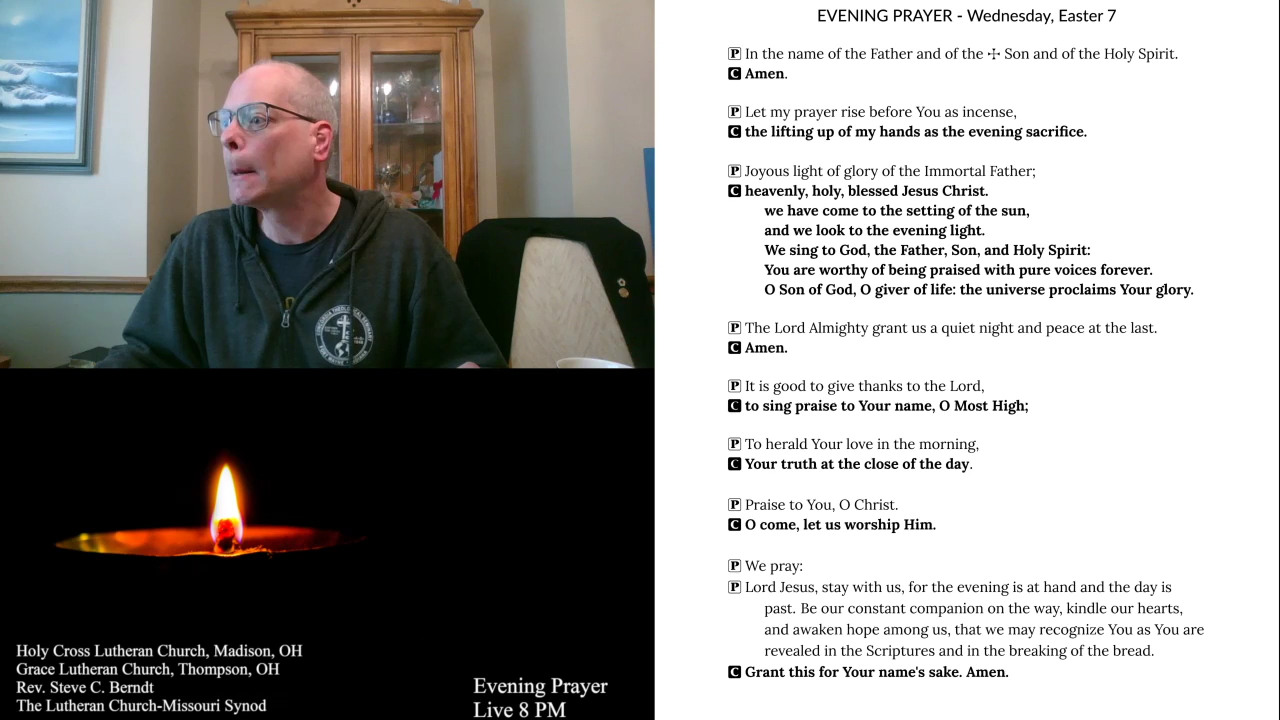 EVENING PRAYER - Wednesday, Easter 7
P In the name of the Father and of the ☩ Son and of the Holy Spirit.
C Amen.
P Let my prayer rise before You as incense,
C the lifting up of my hands as the evening sacrifice.
P Joyous light of glory of the Immortal Father;
C heavenly, holy, blessed Jesus Christ.
we have come to the setting of the sun,
and we look to the evening light.
We sing to God, the Father, Son, and Holy Spirit:
You are worthy of being praised with pure voices forever.
O Son of God, O giver of life: the universe proclaims Your glory.
P The Lord Almighty grant us a quiet night and peace at the last.
C Amen.
P It is good to give thanks to the Lord,
C to sing praise to Your name, O Most High;
P To herald Your love in the morning,
C Your truth at the close of the day.
P Praise to You, O Christ.
C O come, let us worship Him.
P We pray:
P Lord Jesus, stay with us, for the evening is at hand and the day is
past. Be our constant companion on the way, kindle our hearts,
and awaken hope among us, that we may recognize You as You are
revealed in the Scriptures and in the breaking of the bread.
C Grant this for Your name's sake. Amen.
Holy Cross Lutheran Church, Madison, OH
Grace Lutheran Church, Thompson, OH
Rev. Steve C. Berndt
The Lutheran Church-Missouri Synod
Evening Prayer
Live 8 PM